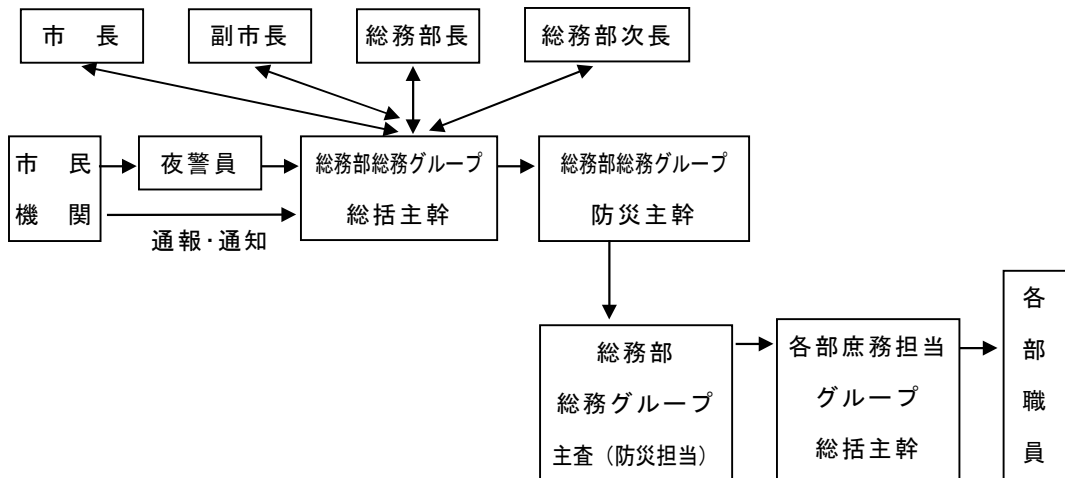 市　長
副市長
総務部長
総務部次長
市　民
機　関
夜警員
総務部総務グループ
総括主幹
総務部総務グループ
防災主幹
通報・通知
総務部
総務グループ
主査（防災担当）
各部庶務担当
グループ
総括主幹
各
部
職
員